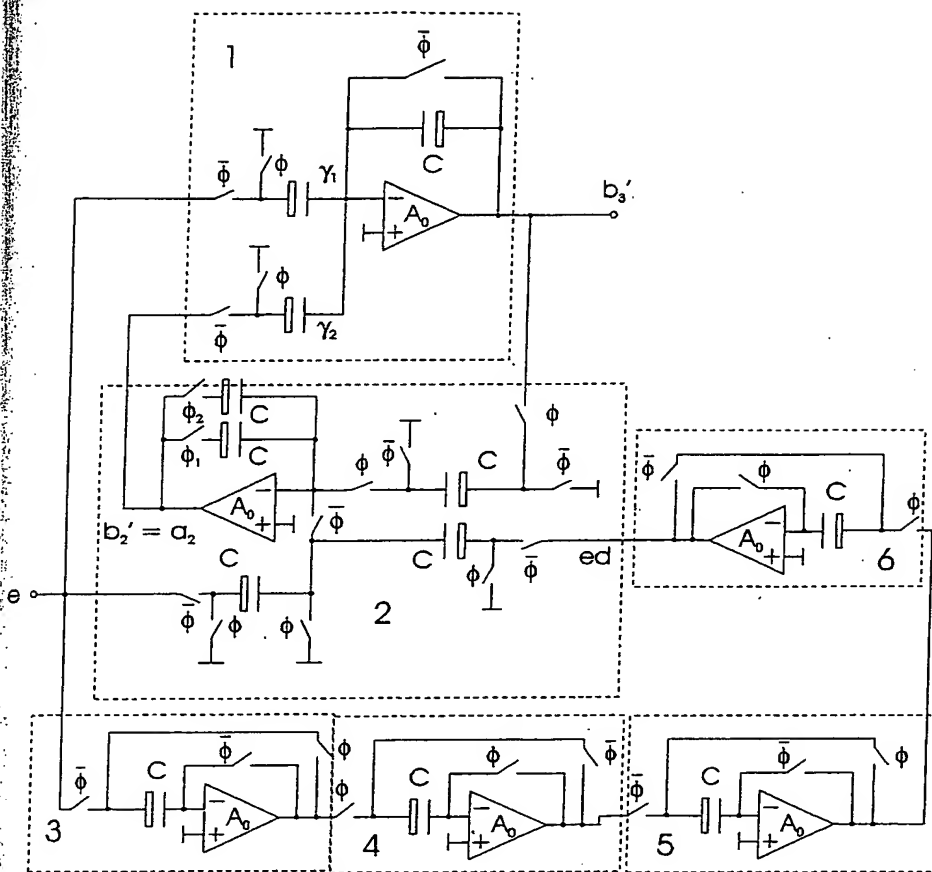 1
ϕ̄
C
ϕ
ϕ̄
γ₁
b₃'
−
A₀
+
ϕ
ϕ̄
γ₂
ϕ₂
C
ϕ
ϕ₁
C
ϕ̄
C
ϕ̄
ϕ̄
ϕ
ϕ
C
ϕ
−
A₀
+
b₂' = a₂
ϕ̄
−
A₀
+
C
ϕ
ϕ̄
ed
6
C
e
ϕ̄
ϕ
ϕ
2
ϕ̄
C
ϕ̄
ϕ
−
A₀
+
3
ϕ
C
ϕ
ϕ̄
−
A₀
+
4
ϕ̄
C
ϕ̄
ϕ
−
A₀
+
5